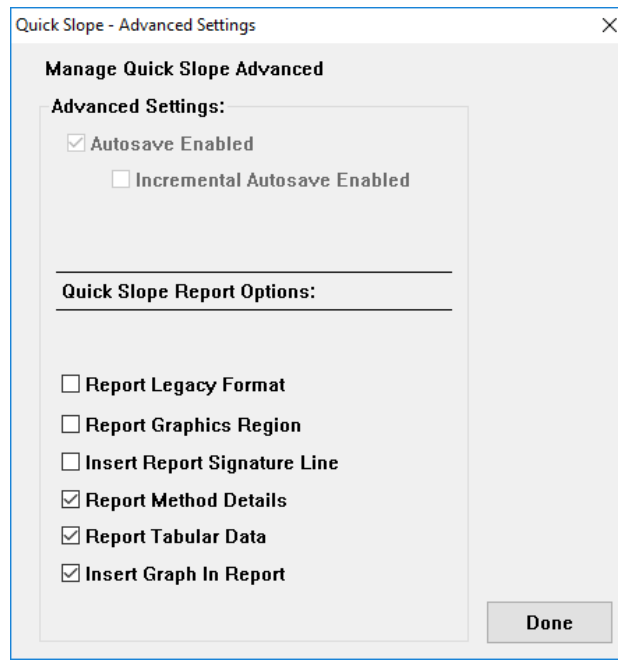 Quick Slope - Advanced Settings
Manage Quick Slope Advanced
Advanced Settings:
Autosave Enabled
Incremental Autosave Enabled
Quick Slope Report Options:
Report Legacy Format
Report Graphics Region
Insert Report Signature Line
Report Method Details
Report Tabular Data
Insert Graph In Report
Done